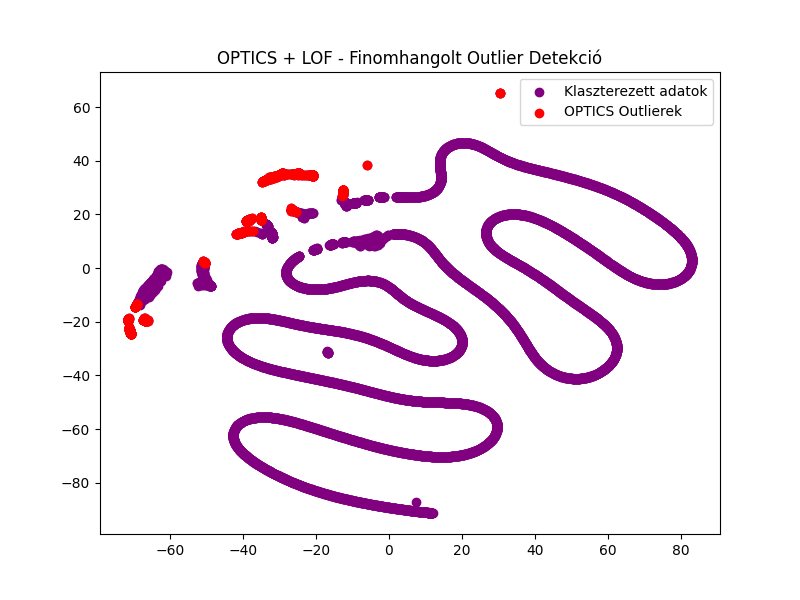 OPTICS + LOF - Finomhangolt Outlier Detekció
Klaszterezett adatok
OPTICS Outlierek
60
40
20
0
−20
−40
−60
−80
−60 −40 −20 0 20 40 60 80